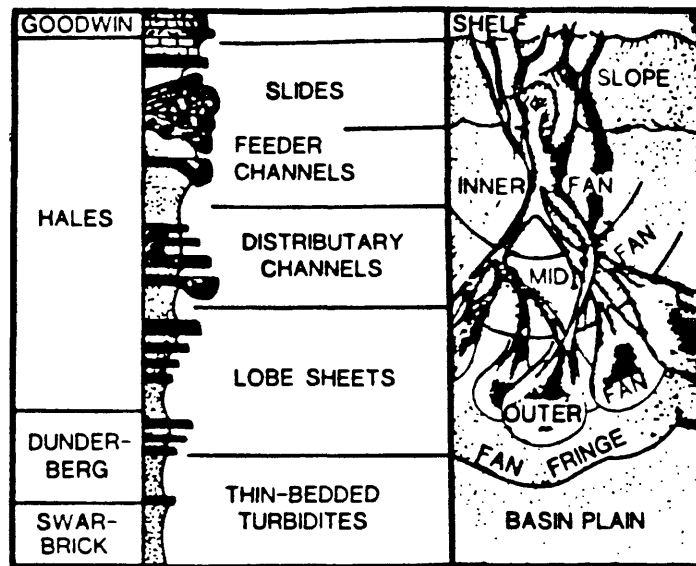 GOODWIN
HALES
DUNDER-
BERG
SWAR-
BRICK
SLIDES
FEEDER
CHANNELS
DISTRIBUTARY
CHANNELS
LOBE SHEETS
THIN-BEDDED
TURBIDITES
SHELF
SLOPE
INNER FAN
MID FAN
OUTER FAN
FAN FRINGE
BASIN PLAIN